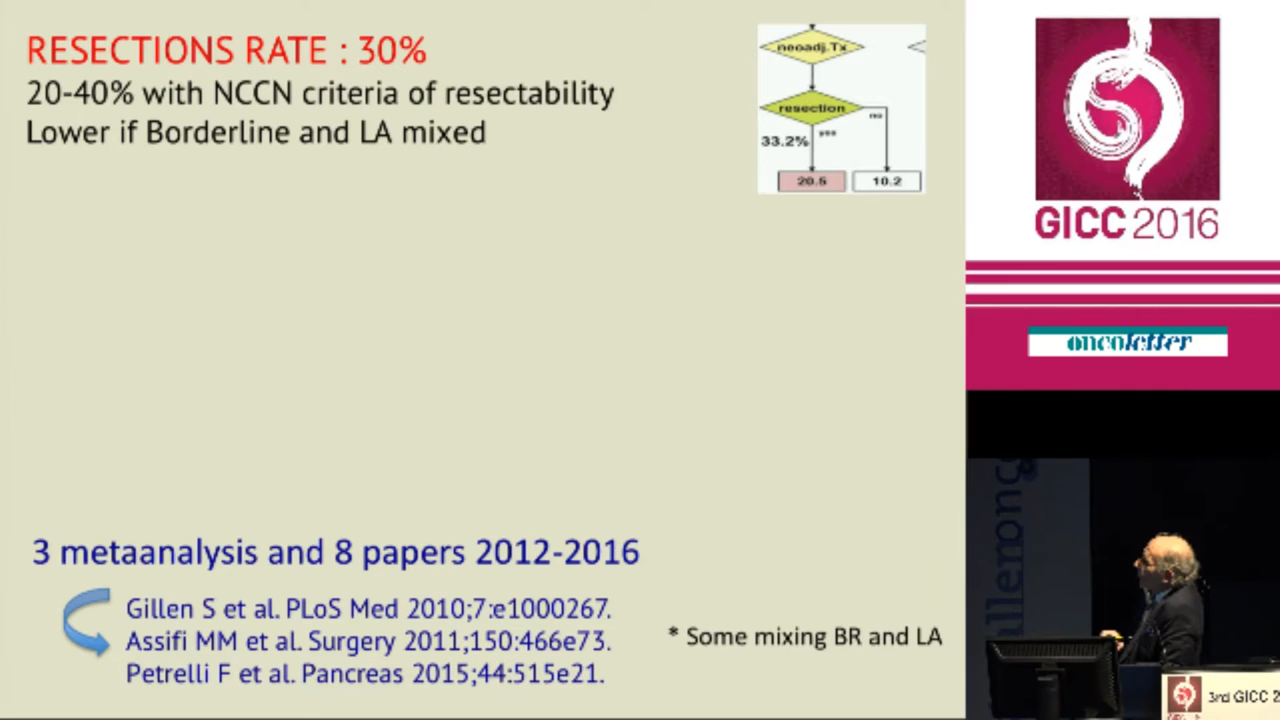 RESECTIONS RATE : 30%
20-40% with NCCN criteria of resectability
Lower if Borderline and LA mixed
neoadj.Tx
resection
no
yes
33.2%
20.5
10.2
3 metaanalysis and 8 papers 2012-2016
Gillen S et al. PLoS Med 2010;7:e1000267.
Assifi MM et al. Surgery 2011;150:466e73.
Petrelli F et al. Pancreas 2015;44:515e21.
* Some mixing BR and LA
GICC 2016
oncoletter
allenonc
3rd GICC 2